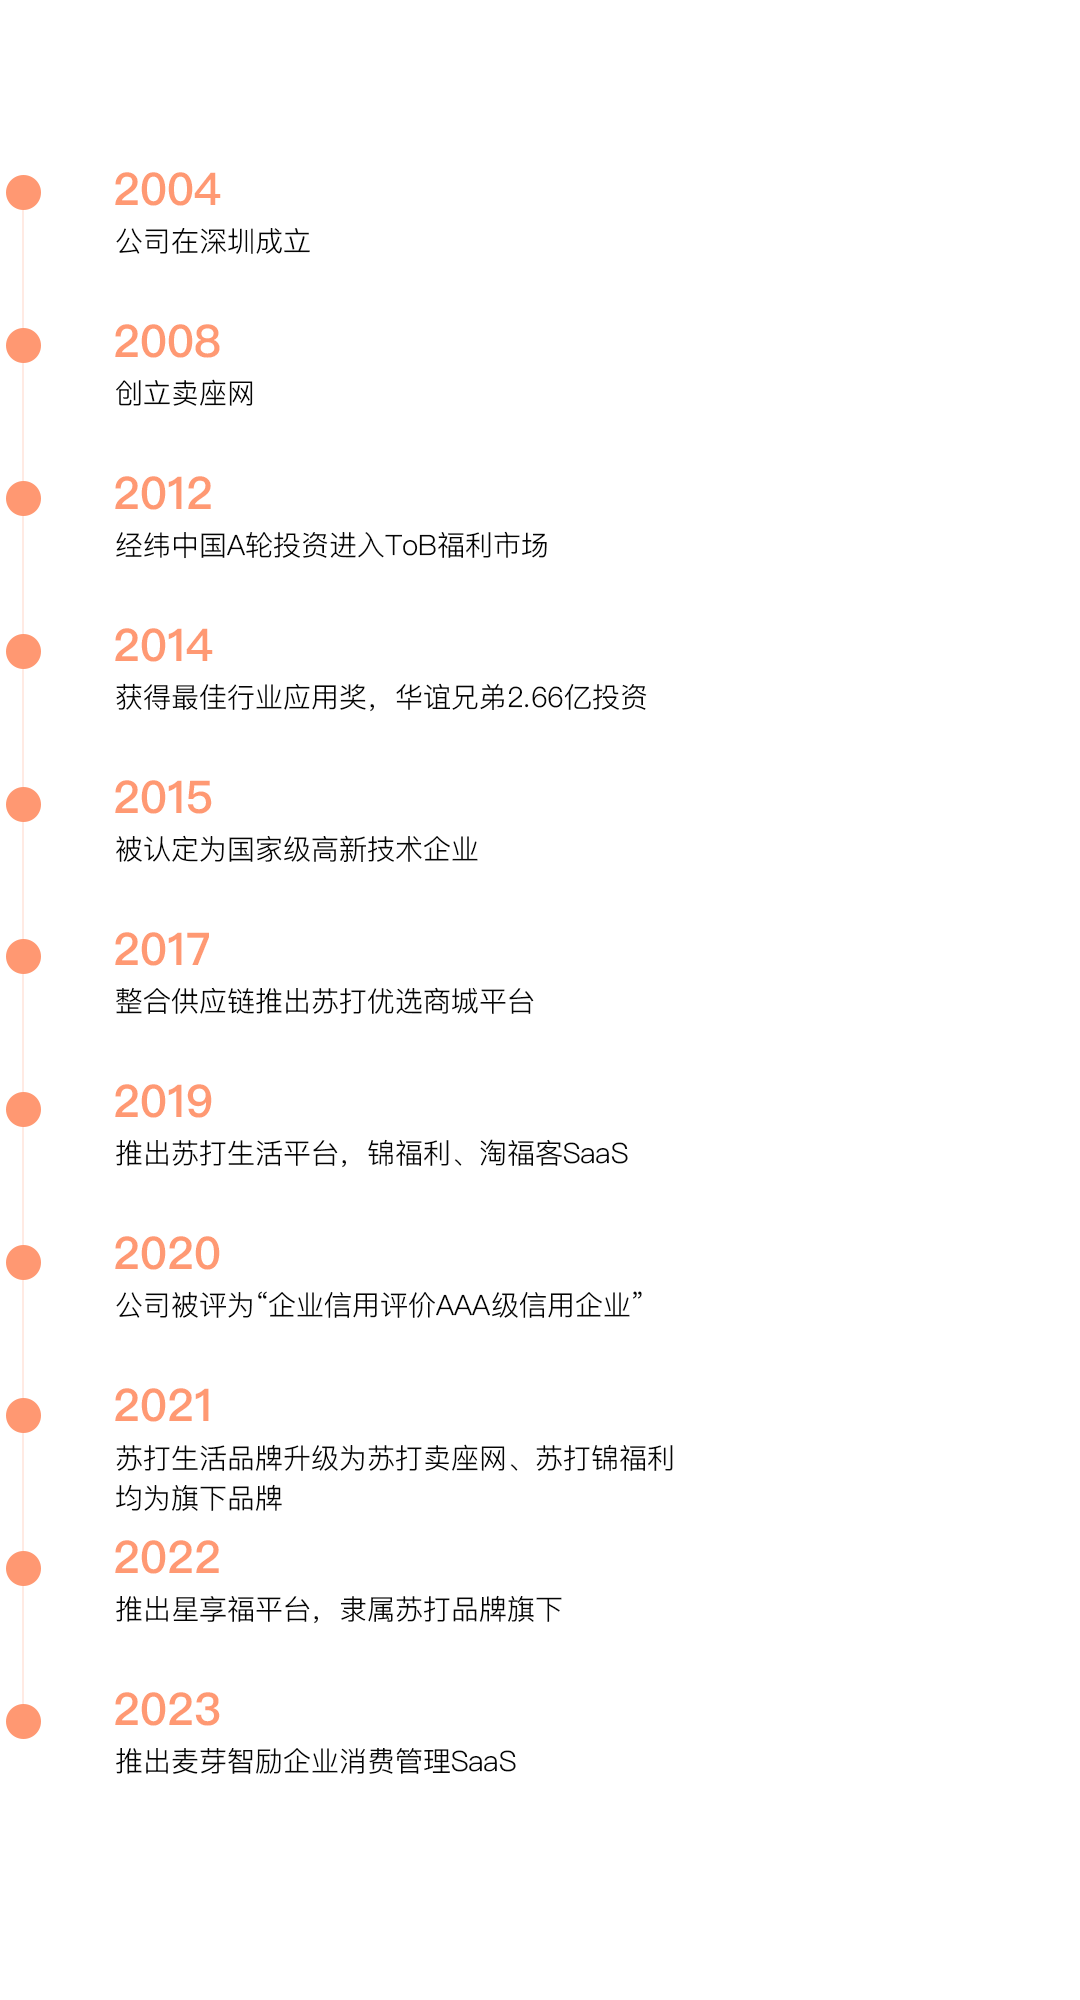 2004
公司在深圳成立
2008
创立卖座网
2012
经纬中国A轮投资进入ToB福利市场
2014
获得最佳行业应用奖，华谊兄弟2.66亿投资
2015
被认定为国家级高新技术企业
2017
整合供应链推出苏打优选商城平台
2019
推出苏打生活平台，锦福利、淘福客SaaS
2020
公司被评为“企业信用评价AAA级信用企业”
2021
苏打生活品牌升级为苏打卖座网、苏打锦福利
均为旗下品牌
2022
推出星享福平台，隶属苏打品牌旗下
2023
推出麦芽智励企业消费管理SaaS